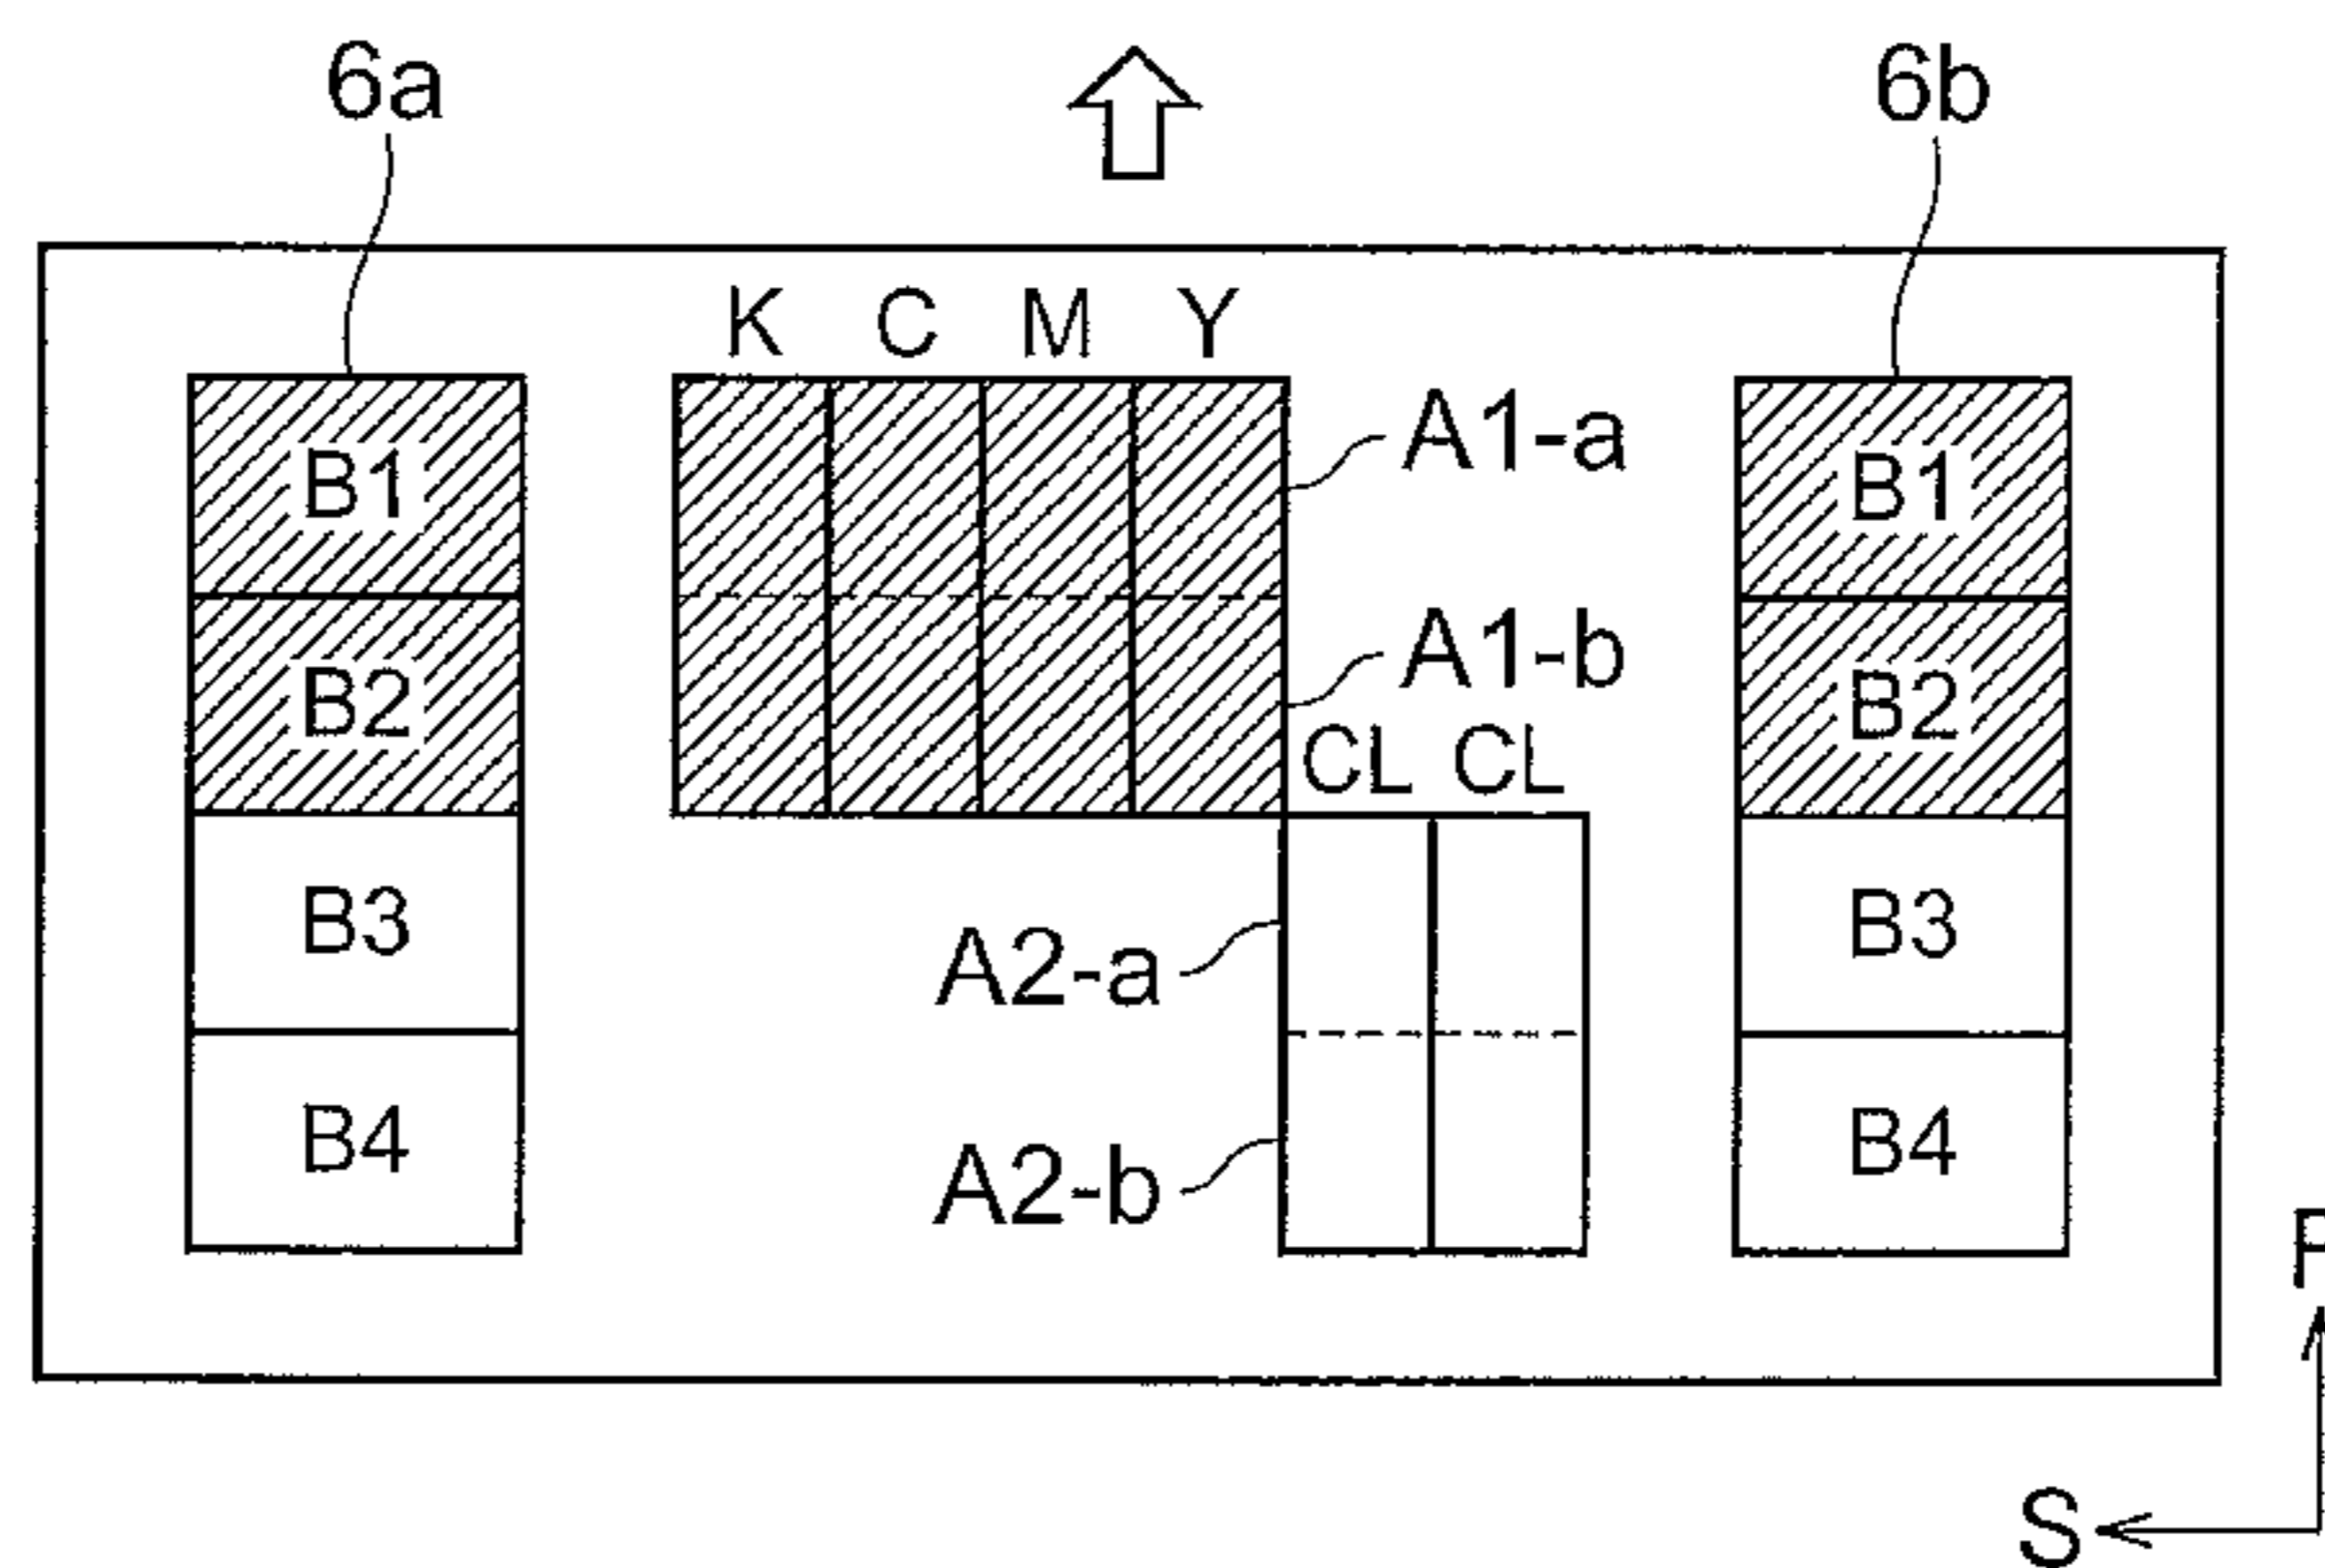 6a 6b
K C M Y
A1-a
B1 B1
A1-b
B2 B2
CL CL
B3 A2-a B3
B4 A2-b B4
P
S